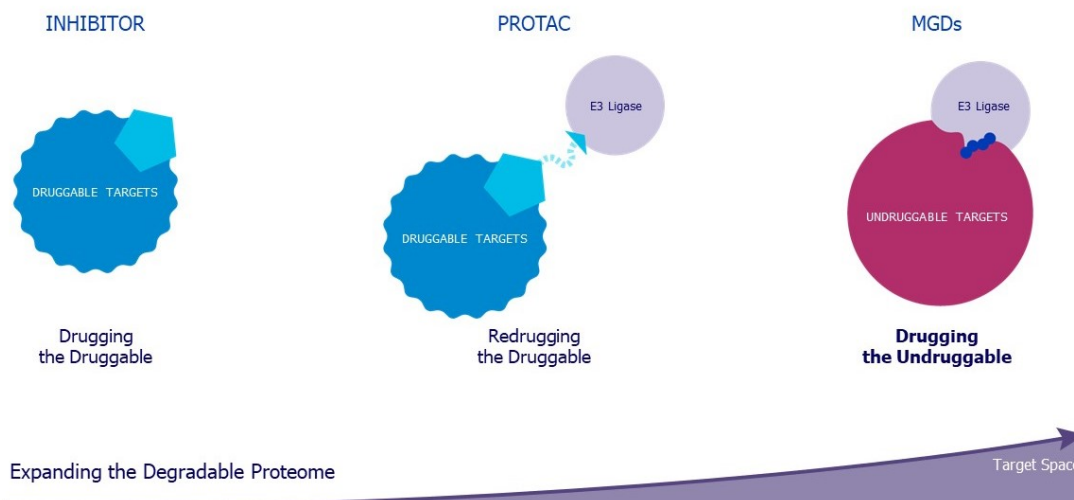 INHIBITOR
PROTAC
MGDs
E3 Ligase
E3 Ligase
DRUGGABLE TARGETS
DRUGGABLE TARGETS
UNDRUGGABLE TARGETS
Drugging
the Druggable
Redrugging
the Druggable
Drugging
the Undruggable
Expanding the Degradable Proteome
Target Space